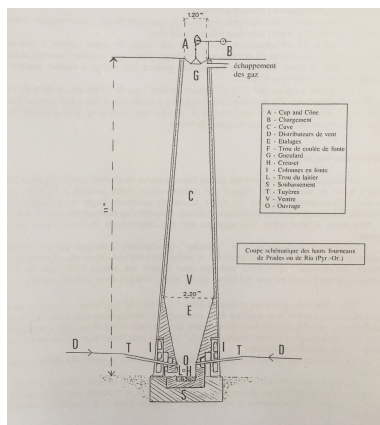 1.20 m
A
B
G
échappement
des gaz
A - Cup and Cône
B - Chargement
C - Cuve
D - Distributeurs de vent
E - Etalages
F - Trou de coulée de fonte
G - Gueulard
H - Creuset
I - Colonnes en fonte
L - Trou du laitier
S - Soubassement
T - Tuyères
V - Ventre
O - Ouvrage
C
11 m
Coupe schématique des hauts fourneaux
de Prades ou de Ria (Pyr.-Or.)
V
2.20 m
E
D
T
I
I
T
D
O
L
H
S